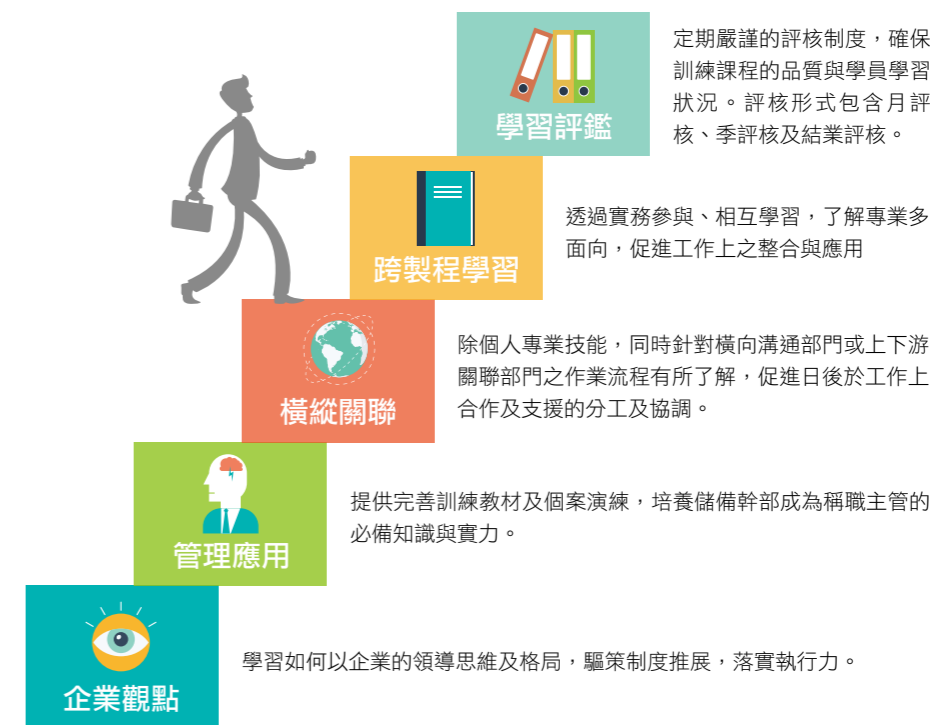 學習評鑑
定期嚴謹的評核制度，確保
訓練課程的品質與學員學習
狀況。評核形式包含月評
核、季評核及結業評核。
跨製程學習
透過實務參與、相互學習，了解專業多
面向，促進工作上之整合與應用
橫縱關聯
除個人專業技能，同時針對橫向溝通部門或上下游
關聯部門之作業流程有所了解，促進日後於工作上
合作及支援的分工及協調。
管理應用
提供完善訓練教材及個案演練，培養儲備幹部成為稱職主管的
必備知識與實力。
企業觀點
學習如何以企業的領導思維及格局，驅策制度推展，落實執行力。